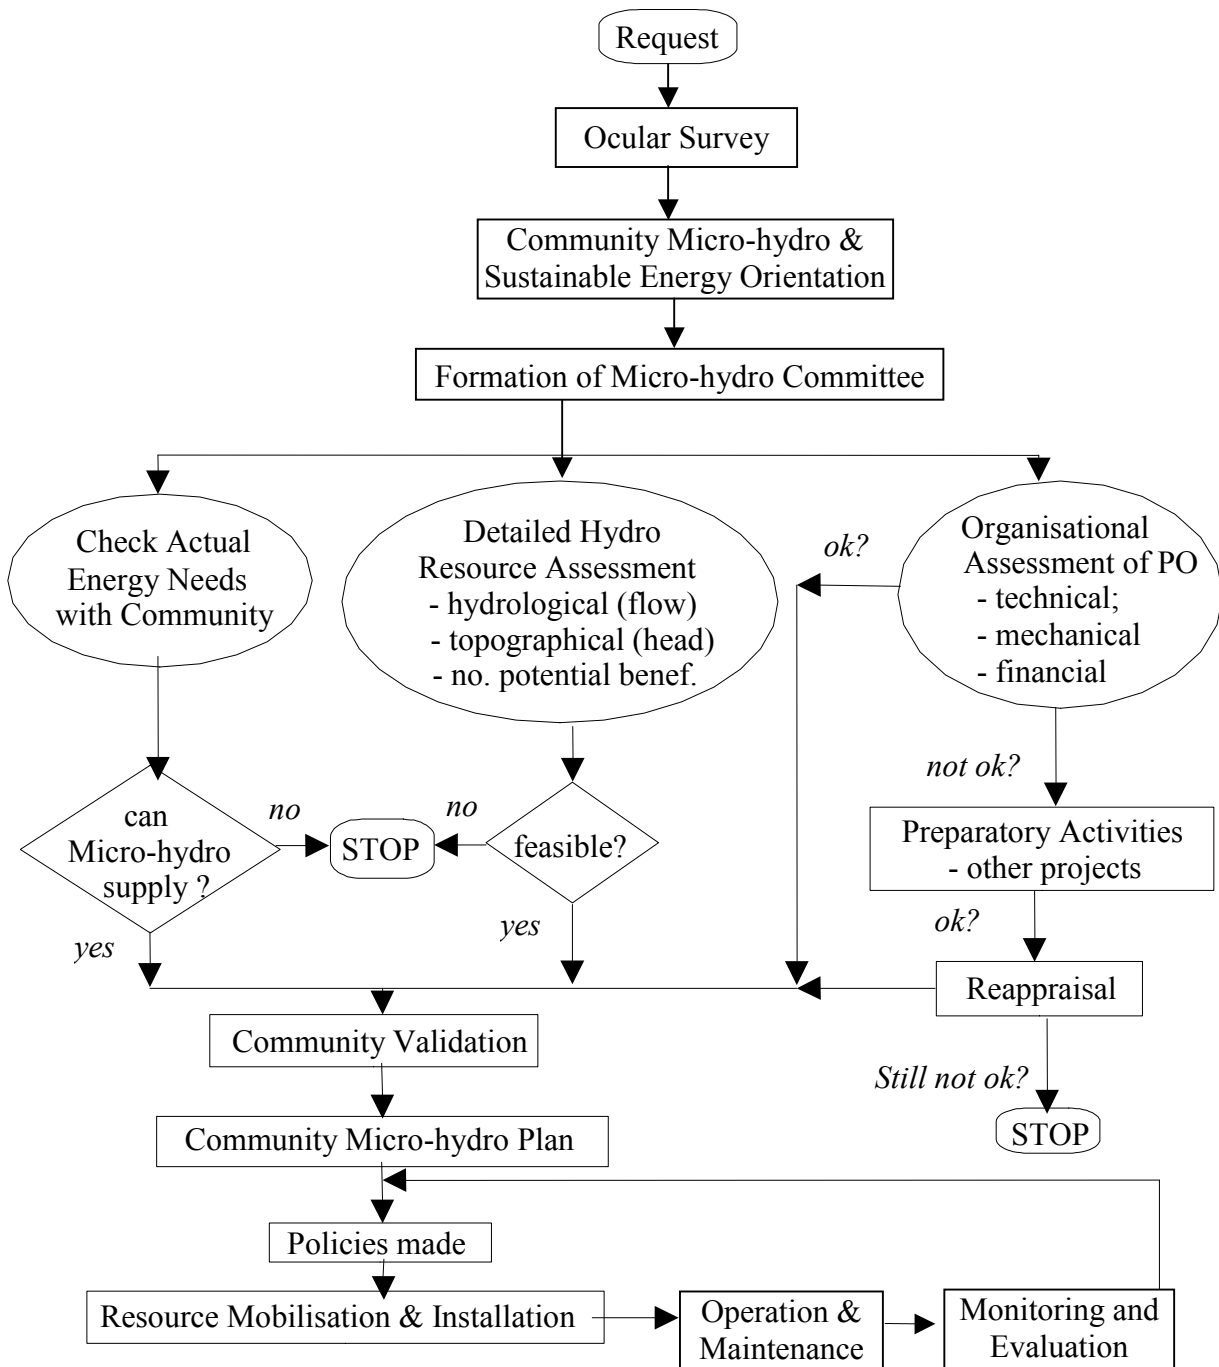 Request
Ocular Survey
Community Micro-hydro &
Sustainable Energy Orientation
Formation of Micro-hydro Committee
Check Actual
Energy Needs
with Community
Detailed Hydro
Resource Assessment
- hydrological (flow)
- topographical (head)
- no. potential benef.
ok?
Organisational
Assessment of PO
- technical;
- mechanical
- financial
not ok?
can
Micro-hydro
supply ?
no
STOP
no
feasible?
Preparatory Activities
- other projects
yes
yes
ok?
Reappraisal
Community Validation
Still not ok?
STOP
Community Micro-hydro Plan
Policies made
Resource Mobilisation & Installation
Operation &
Maintenance
Monitoring and
Evaluation